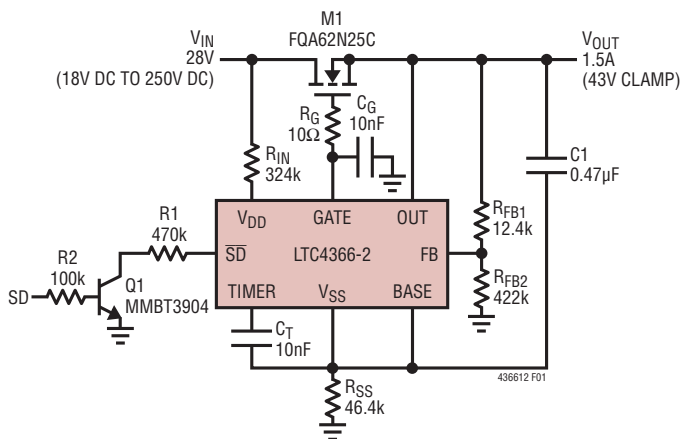 M1
FQA62N25C
VIN
28V
(18V DC TO 250V DC)
VOUT
1.5A
(43V CLAMP)
RG
10Ω
CG
10nF
RIN
324k
C1
0.47µF
R1
470k
VDD
GATE
OUT
RFB1
12.4k
R2
100k
SD
LTC4366-2
FB
SD
Q1
MMBT3904
TIMER
VSS
BASE
RFB2
422k
CT
10nF
436612 F01
RSS
46.4k